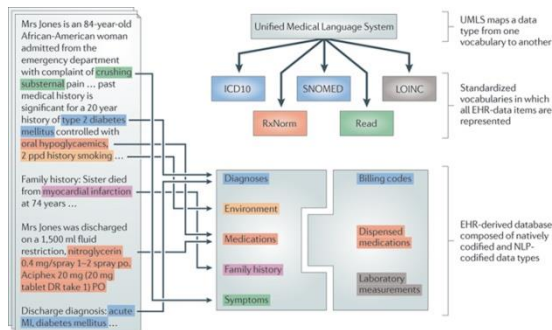 Mrs Jones is an 84-year-old
African-American woman
admitted from the
emergency department
with complaint of crushing
substernal pain ... past
medical history is
significant for a 20 year
history of type 2 diabetes
mellitus controlled with
oral hypoglycaemics,
2 ppd history smoking ...
Family history: Sister died
from myocardial infarction
at 74 years ...
Mrs Jones was discharged
on a 1,500 ml fluid
restriction, nitroglycerin
0.4 mg/spray 1–2 spray po.
Aciphex 20 mg (20 mg
tablet DR take 1) PO
Discharge diagnosis: acute
MI, diabetes mellitus ...
Unified Medical Language System
ICD10
SNOMED
LOINC
RxNorm
Read
Diagnoses
Environment
Medications
Family history
Symptoms
Billing codes
Dispensed
medications
Laboratory
measurements
UMLS maps a data
type from one
vocabulary to another
Standardized
vocabularies in which
all EHR-data items are
represented
EHR-derived database
composed of natively
codified and NLP-
codified data types